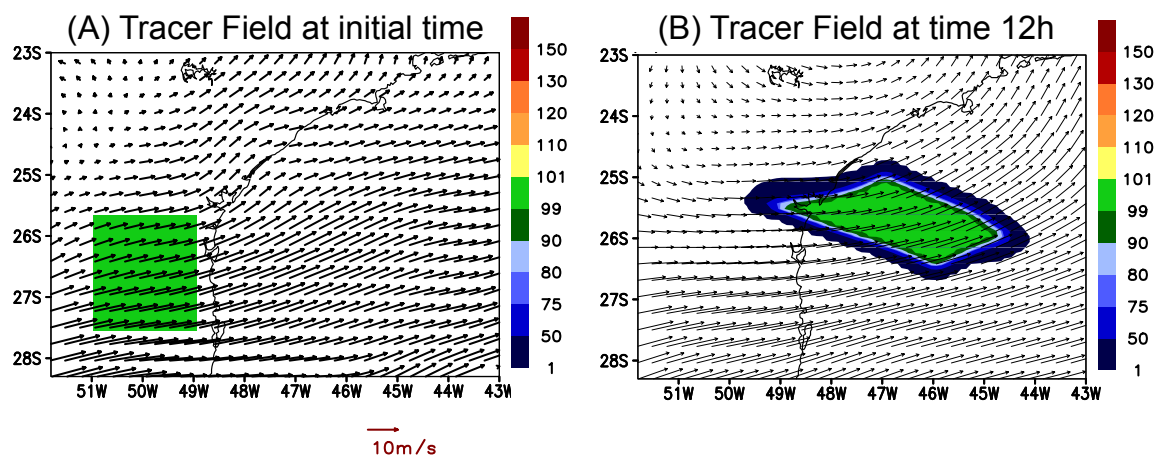 (A) Tracer Field at initial time
23S
24S
25S
26S
27S
28S
51W 50W 49W 48W 47W 46W 45W 44W 43W
150
130
120
110
101
99
90
80
75
50
1
10m/s
(B) Tracer Field at time 12h
23S
24S
25S
26S
27S
28S
51W 50W 49W 48W 47W 46W 45W 44W 43W
150
130
120
110
101
99
90
80
75
50
1